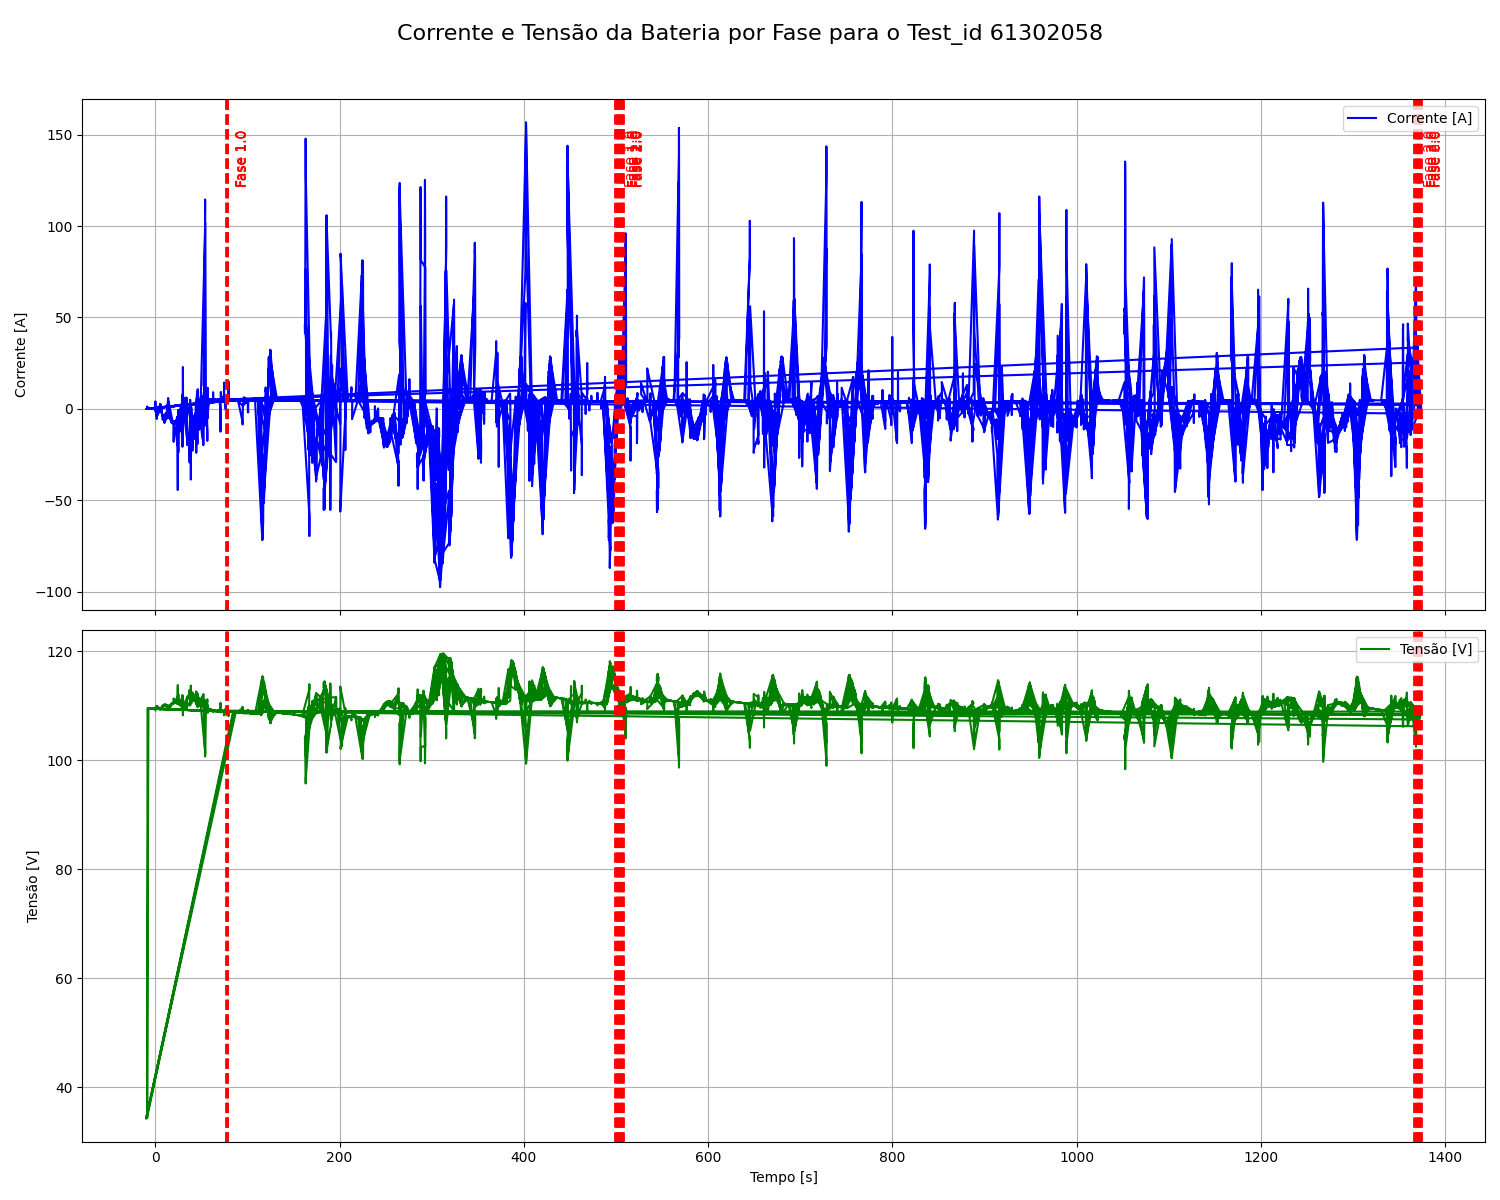 Corrente e Tensão da Bateria por Fase para o Test_id 61302058
Corrente [A]
Fase 1.0
150
100
50
0
−50
−100
Corrente [A]
Tensão [V]
120
100
80
60
40
Tensão [V]
0
200
400
600
800
1000
1200
1400
Tempo [s]